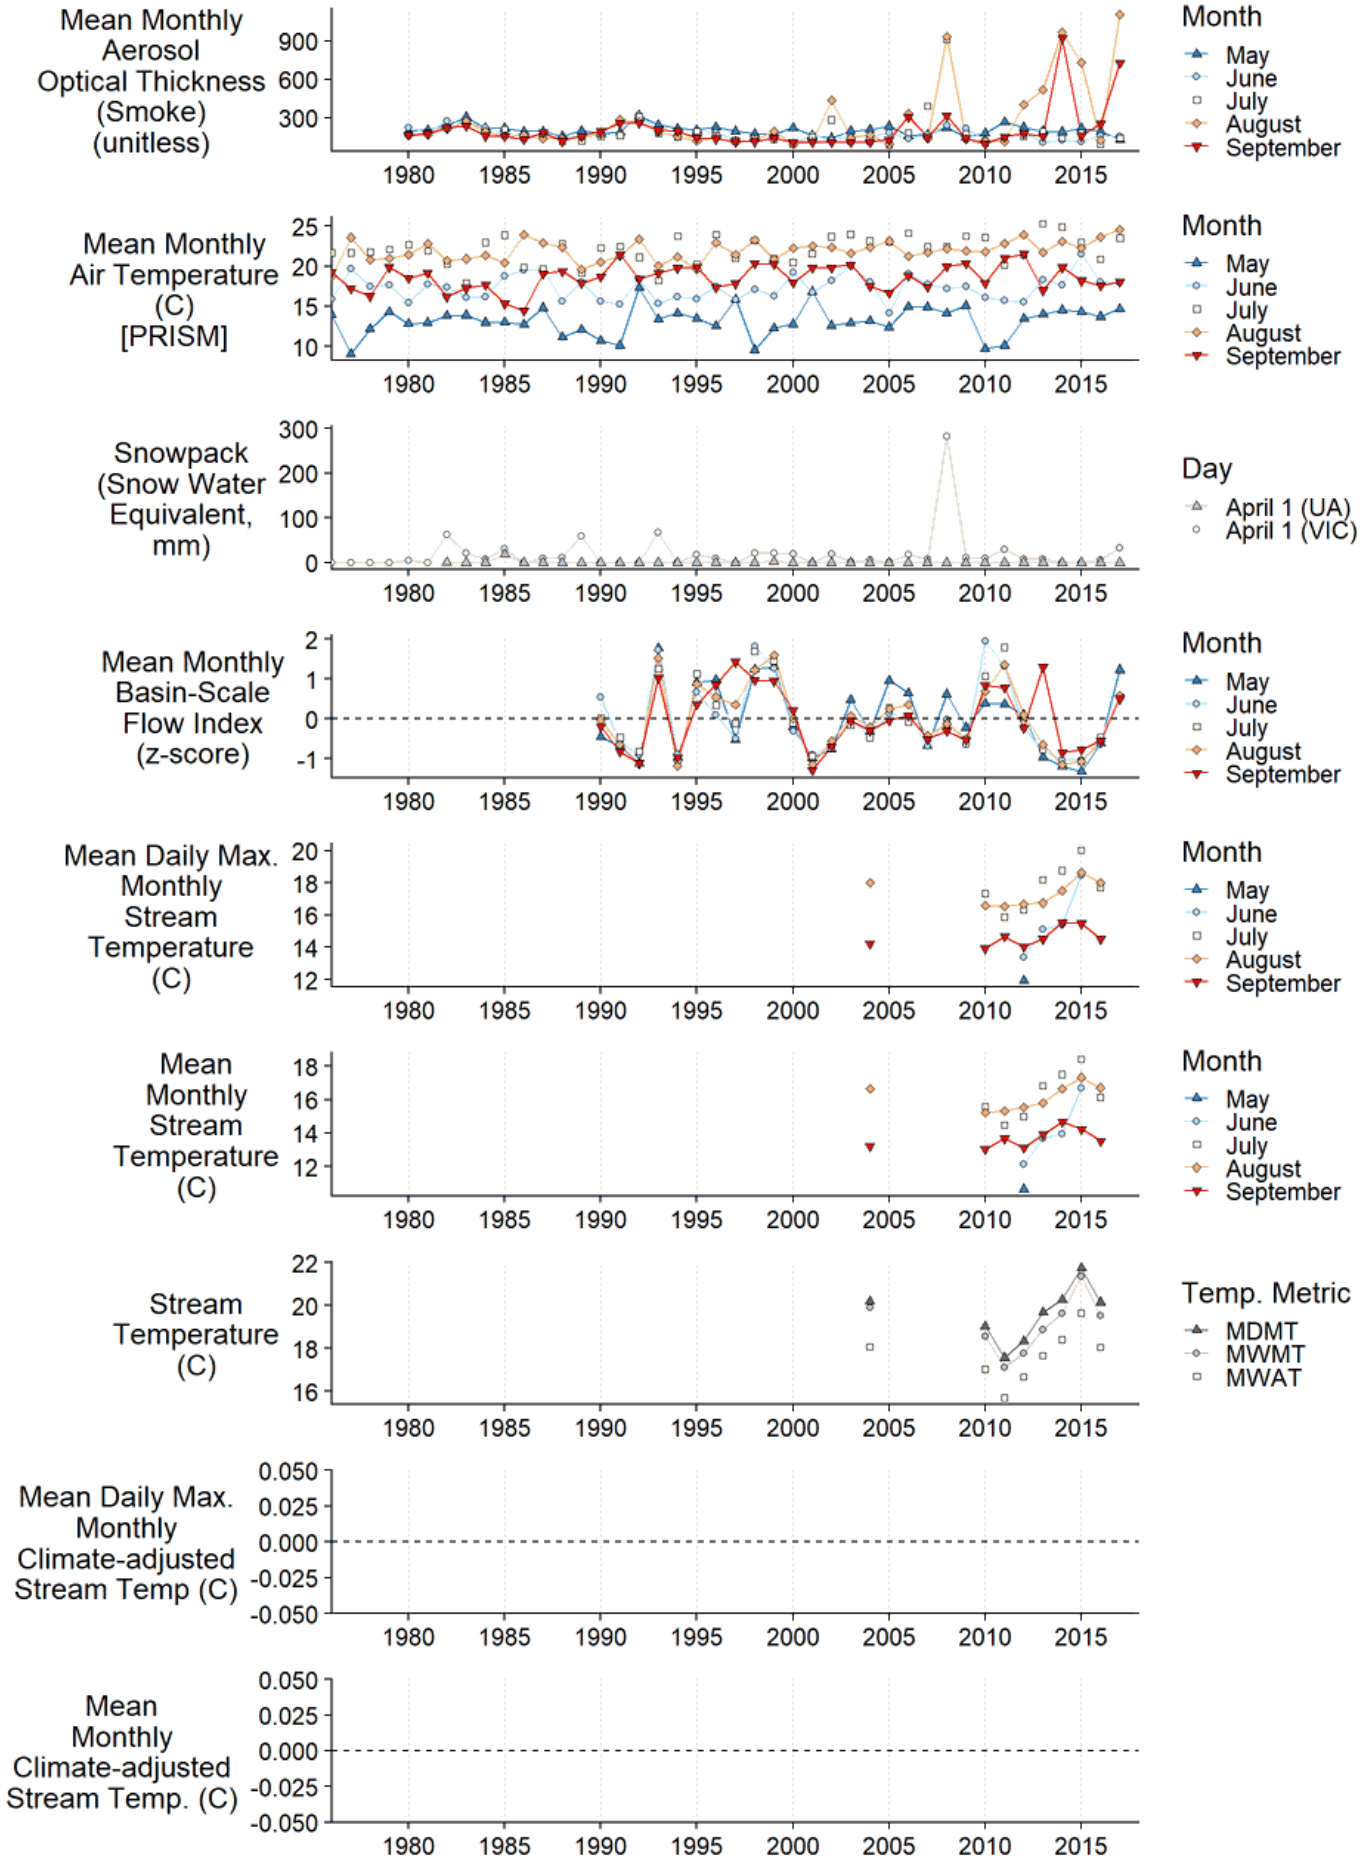 Mean Monthly
Aerosol
Optical Thickness
(Smoke)
(unitless)
900
600
300
1980 1985 1990 1995 2000 2005 2010 2015
Month
May
June
July
August
September
Mean Monthly
Air Temperature
(C)
[PRISM]
25
20
15
10
1980 1985 1990 1995 2000 2005 2010 2015
Month
May
June
July
August
September
Snowpack
(Snow Water
Equivalent,
mm)
300
200
100
0
1980 1985 1990 1995 2000 2005 2010 2015
Day
April 1 (UA)
April 1 (VIC)
Mean Monthly
Basin-Scale
Flow Index
(z-score)
2
1
0
-1
1980 1985 1990 1995 2000 2005 2010 2015
Month
May
June
July
August
September
Mean Daily Max.
Monthly
Stream
Temperature
(C)
20
18
16
14
12
1980 1985 1990 1995 2000 2005 2010 2015
Month
May
June
July
August
September
Mean
Monthly
Stream
Temperature
(C)
18
16
14
12
1980 1985 1990 1995 2000 2005 2010 2015
Month
May
June
July
August
September
Stream
Temperature
(C)
22
20
18
16
1980 1985 1990 1995 2000 2005 2010 2015
Temp. Metric
MDMT
MWMT
MWAT
Mean Daily Max.
Monthly
Climate-adjusted
Stream Temp (C)
0.050
0.025
0.000
-0.025
-0.050
1980 1985 1990 1995 2000 2005 2010 2015
Mean
Monthly
Climate-adjusted
Stream Temp. (C)
0.050
0.025
0.000
-0.025
-0.050
1980 1985 1990 1995 2000 2005 2010 2015